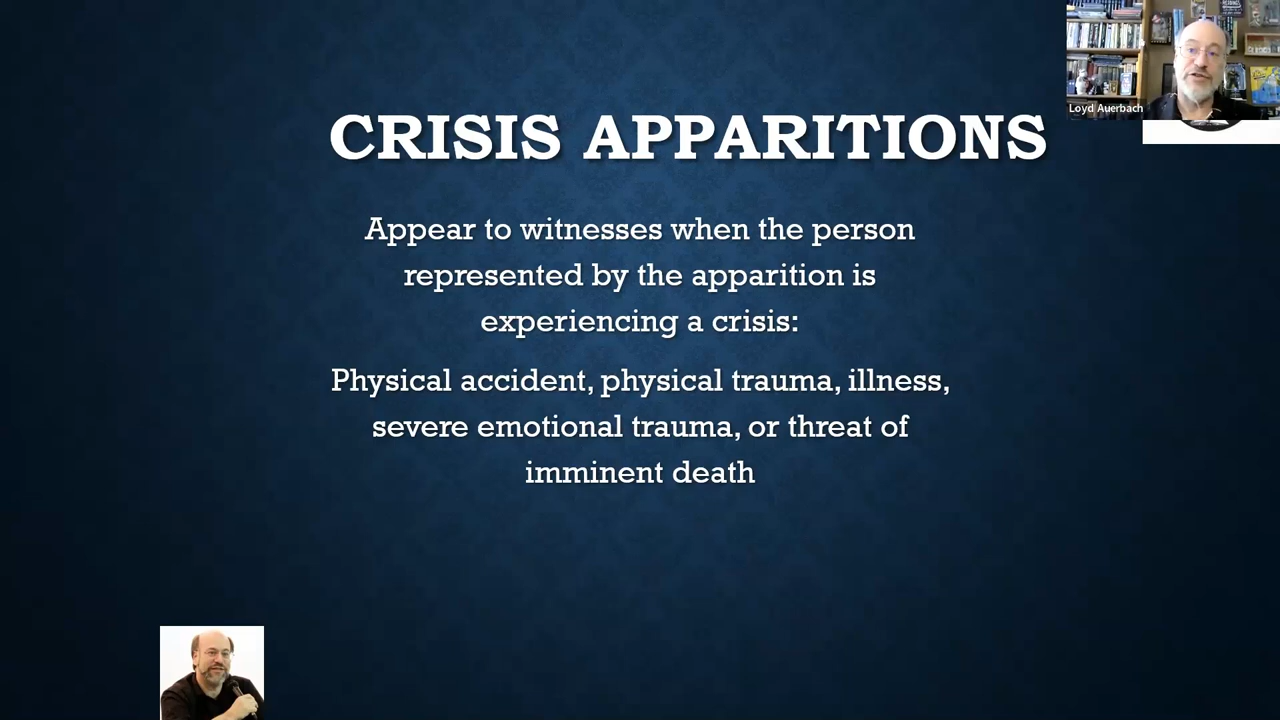 CRISIS APPARITIONS
Loyd Auerbach
Appear to witnesses when the person
represented by the apparition is
experiencing a crisis:
Physical accident, physical trauma, illness,
severe emotional trauma, or threat of
imminent death